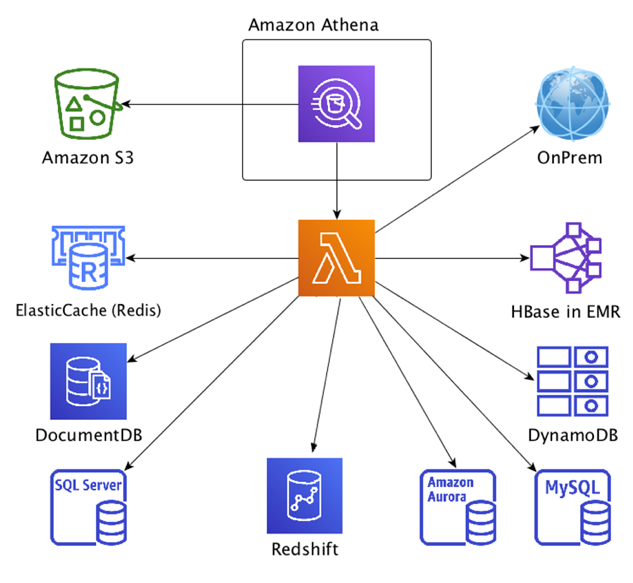 Amazon Athena
Amazon S3
OnPrem
R
ElasticCache (Redis)
HBase in EMR
{}
DocumentDB
DynamoDB
SQL Server
Redshift
Amazon
Aurora
MySQL